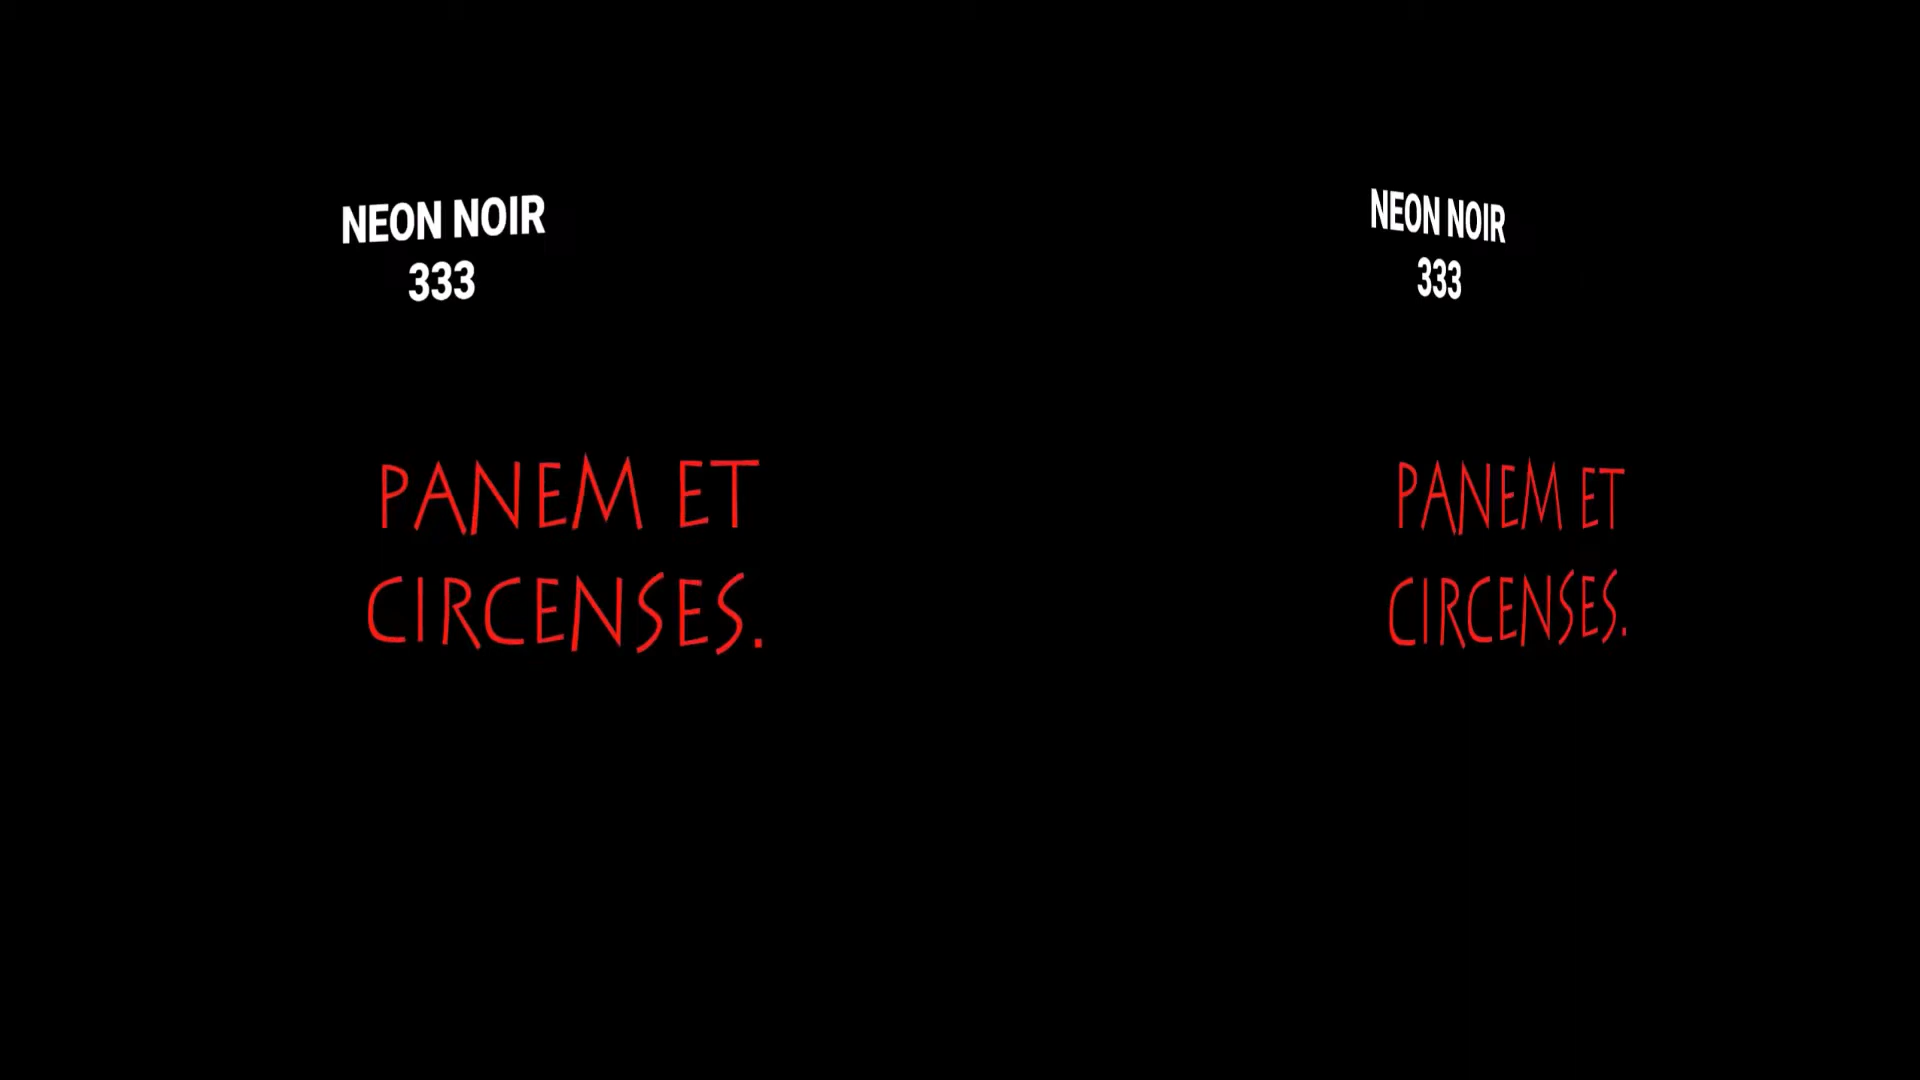 NEON NOIR
333
PANEM ET
CIRCENSES.
NEON NOIR
333
PANEM ET
CIRCENSES.